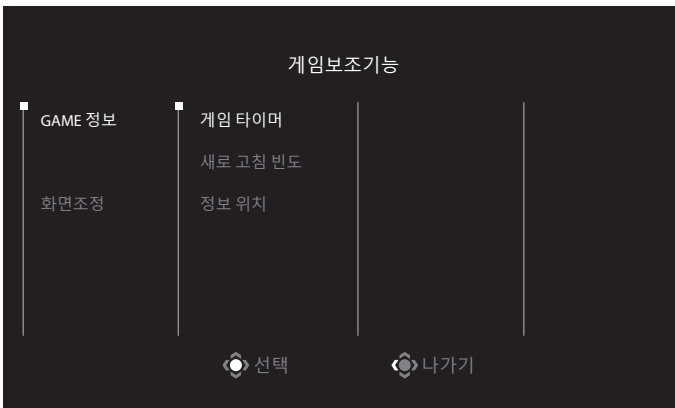 게임보조기능
GAME 정보
게임 타이머
새로 고침 빈도
화면조정
정보 위치
선택
나가기